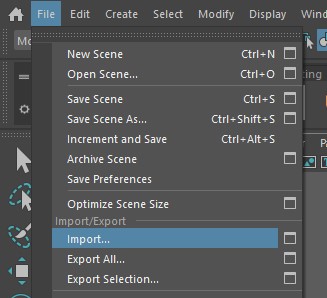 File Edit Create Select Modify Display
New Scene Ctrl+N
Open Scene... Ctrl+O
Save Scene Ctrl+S
Save Scene As... Ctrl+Shift+S
Increment and Save Ctrl+Alt+S
Archive Scene
Save Preferences
Optimize Scene Size
Import/Export
Import...
Export All...
Export Selection...